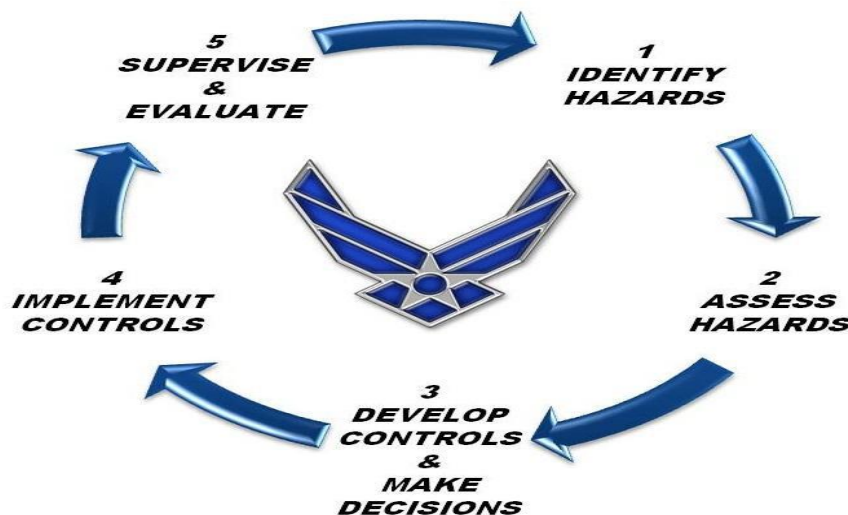 1
IDENTIFY
HAZARDS
2
ASSESS
HAZARDS
3
DEVELOP
CONTROLS
&
MAKE
DECISIONS
4
IMPLEMENT
CONTROLS
5
SUPERVISE
&
EVALUATE